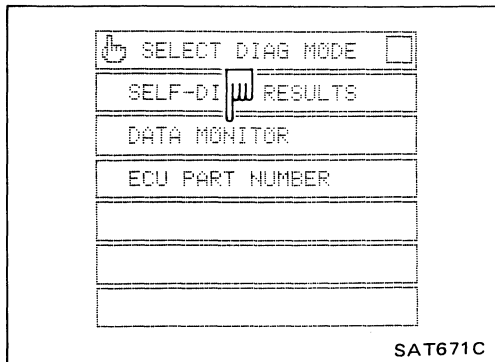 SELECT DIAG MODE
SELF-DI RESULTS
DATA MONITOR
ECU PART NUMBER
SAT671C